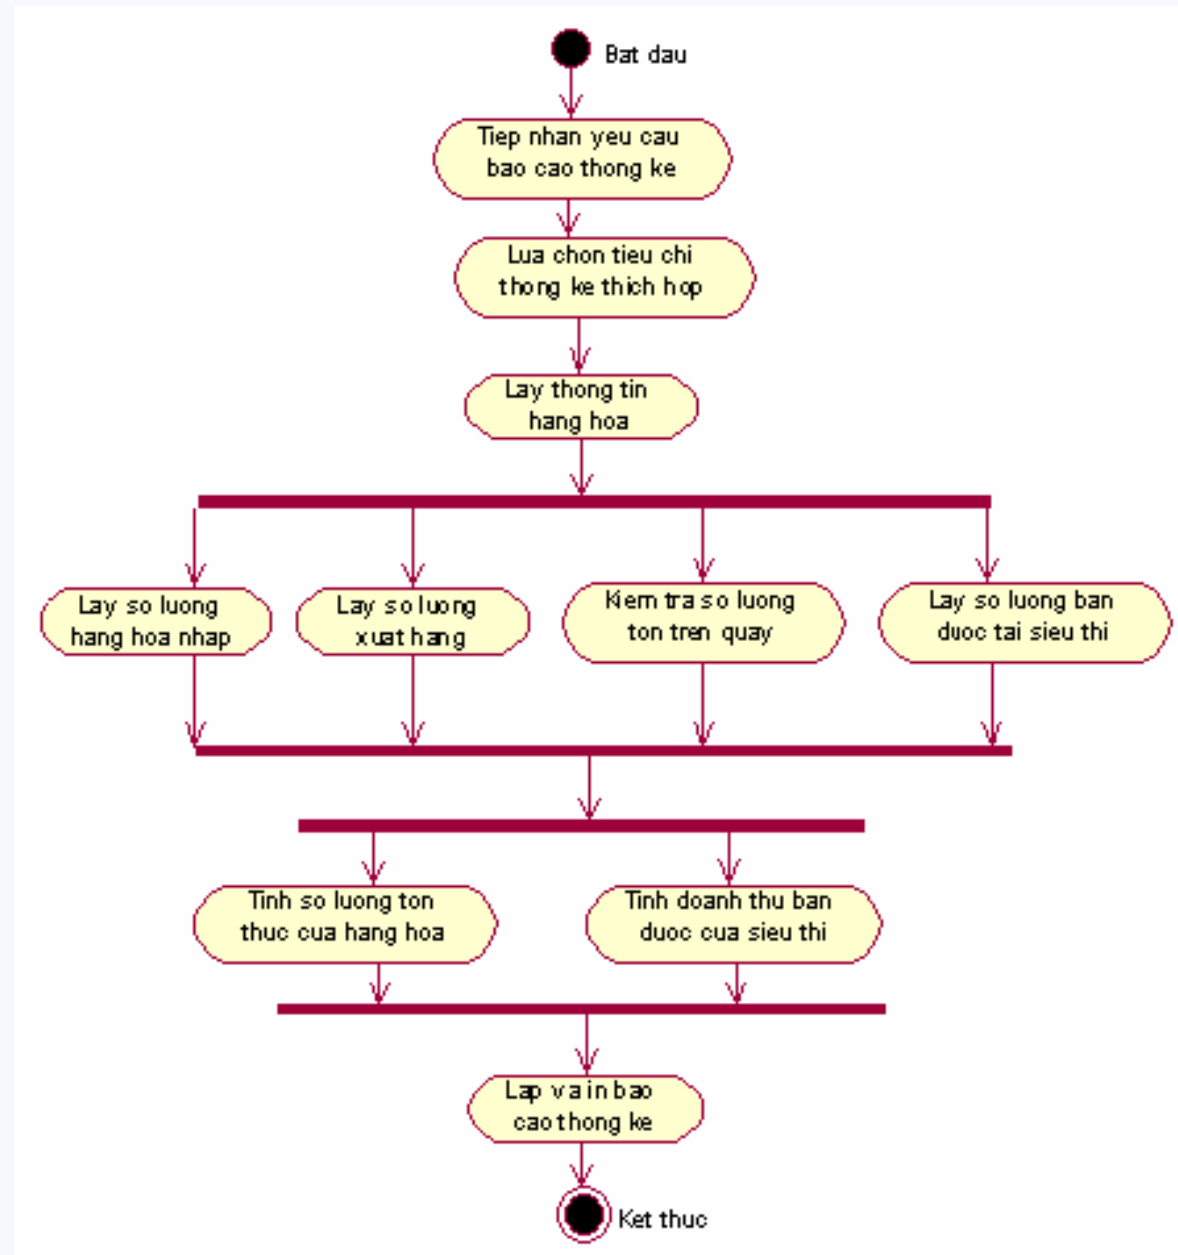 Bat dau
Tiep nhan yeu cau
bao cao thong ke
Lua chon tieu chi
thong ke thich hop
Lay thong tin
hang hoa
Lay so luong
hang hoa nhap
Lay so luong
xuat hang
Kiem tra so luong
ton tren quay
Lay so luong ban
duoc tai sieu thi
Tinh so luong ton
thuc cua hang hoa
Tinh doanh thu ban
duoc cua sieu thi
Lap va in bao
cao thong ke
Ket thuc